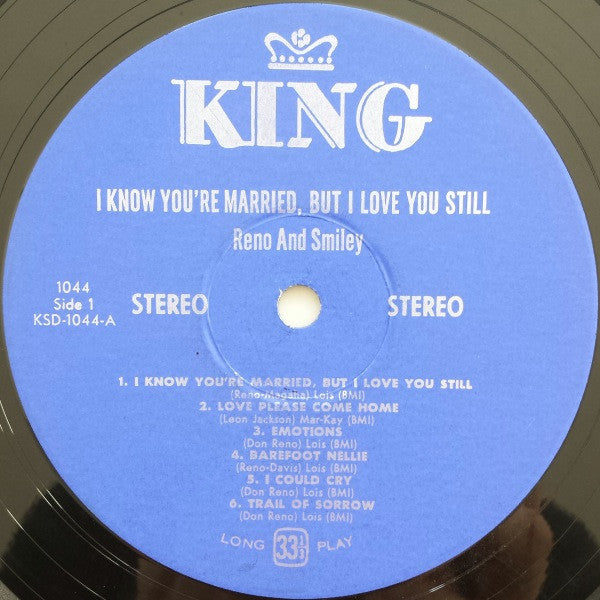 KING
I KNOW YOU'RE MARRIED, BUT I LOVE YOU STILL
Reno And Smiley
1044
Side 1
KSD-1044-A
STEREO
STEREO
1. I KNOW YOU'RE MARRIED, BUT I LOVE YOU STILL
(Reno-Magana) Lois (BMI)
2. LOVE PLEASE COME HOME
(Leon Jackson) Mar-Kay (BMI)
3. EMOTIONS
(Don Reno) Lois (BMI)
4. BAREFOOT NELLIE
(Reno-Davis) Lois (BMI)
5. I COULD CRY
(Don Reno) Lois (BMI)
6. TRAIL OF SORROW
(Don Reno) Lois (BMI)
LONG 33 1/3 PLAY